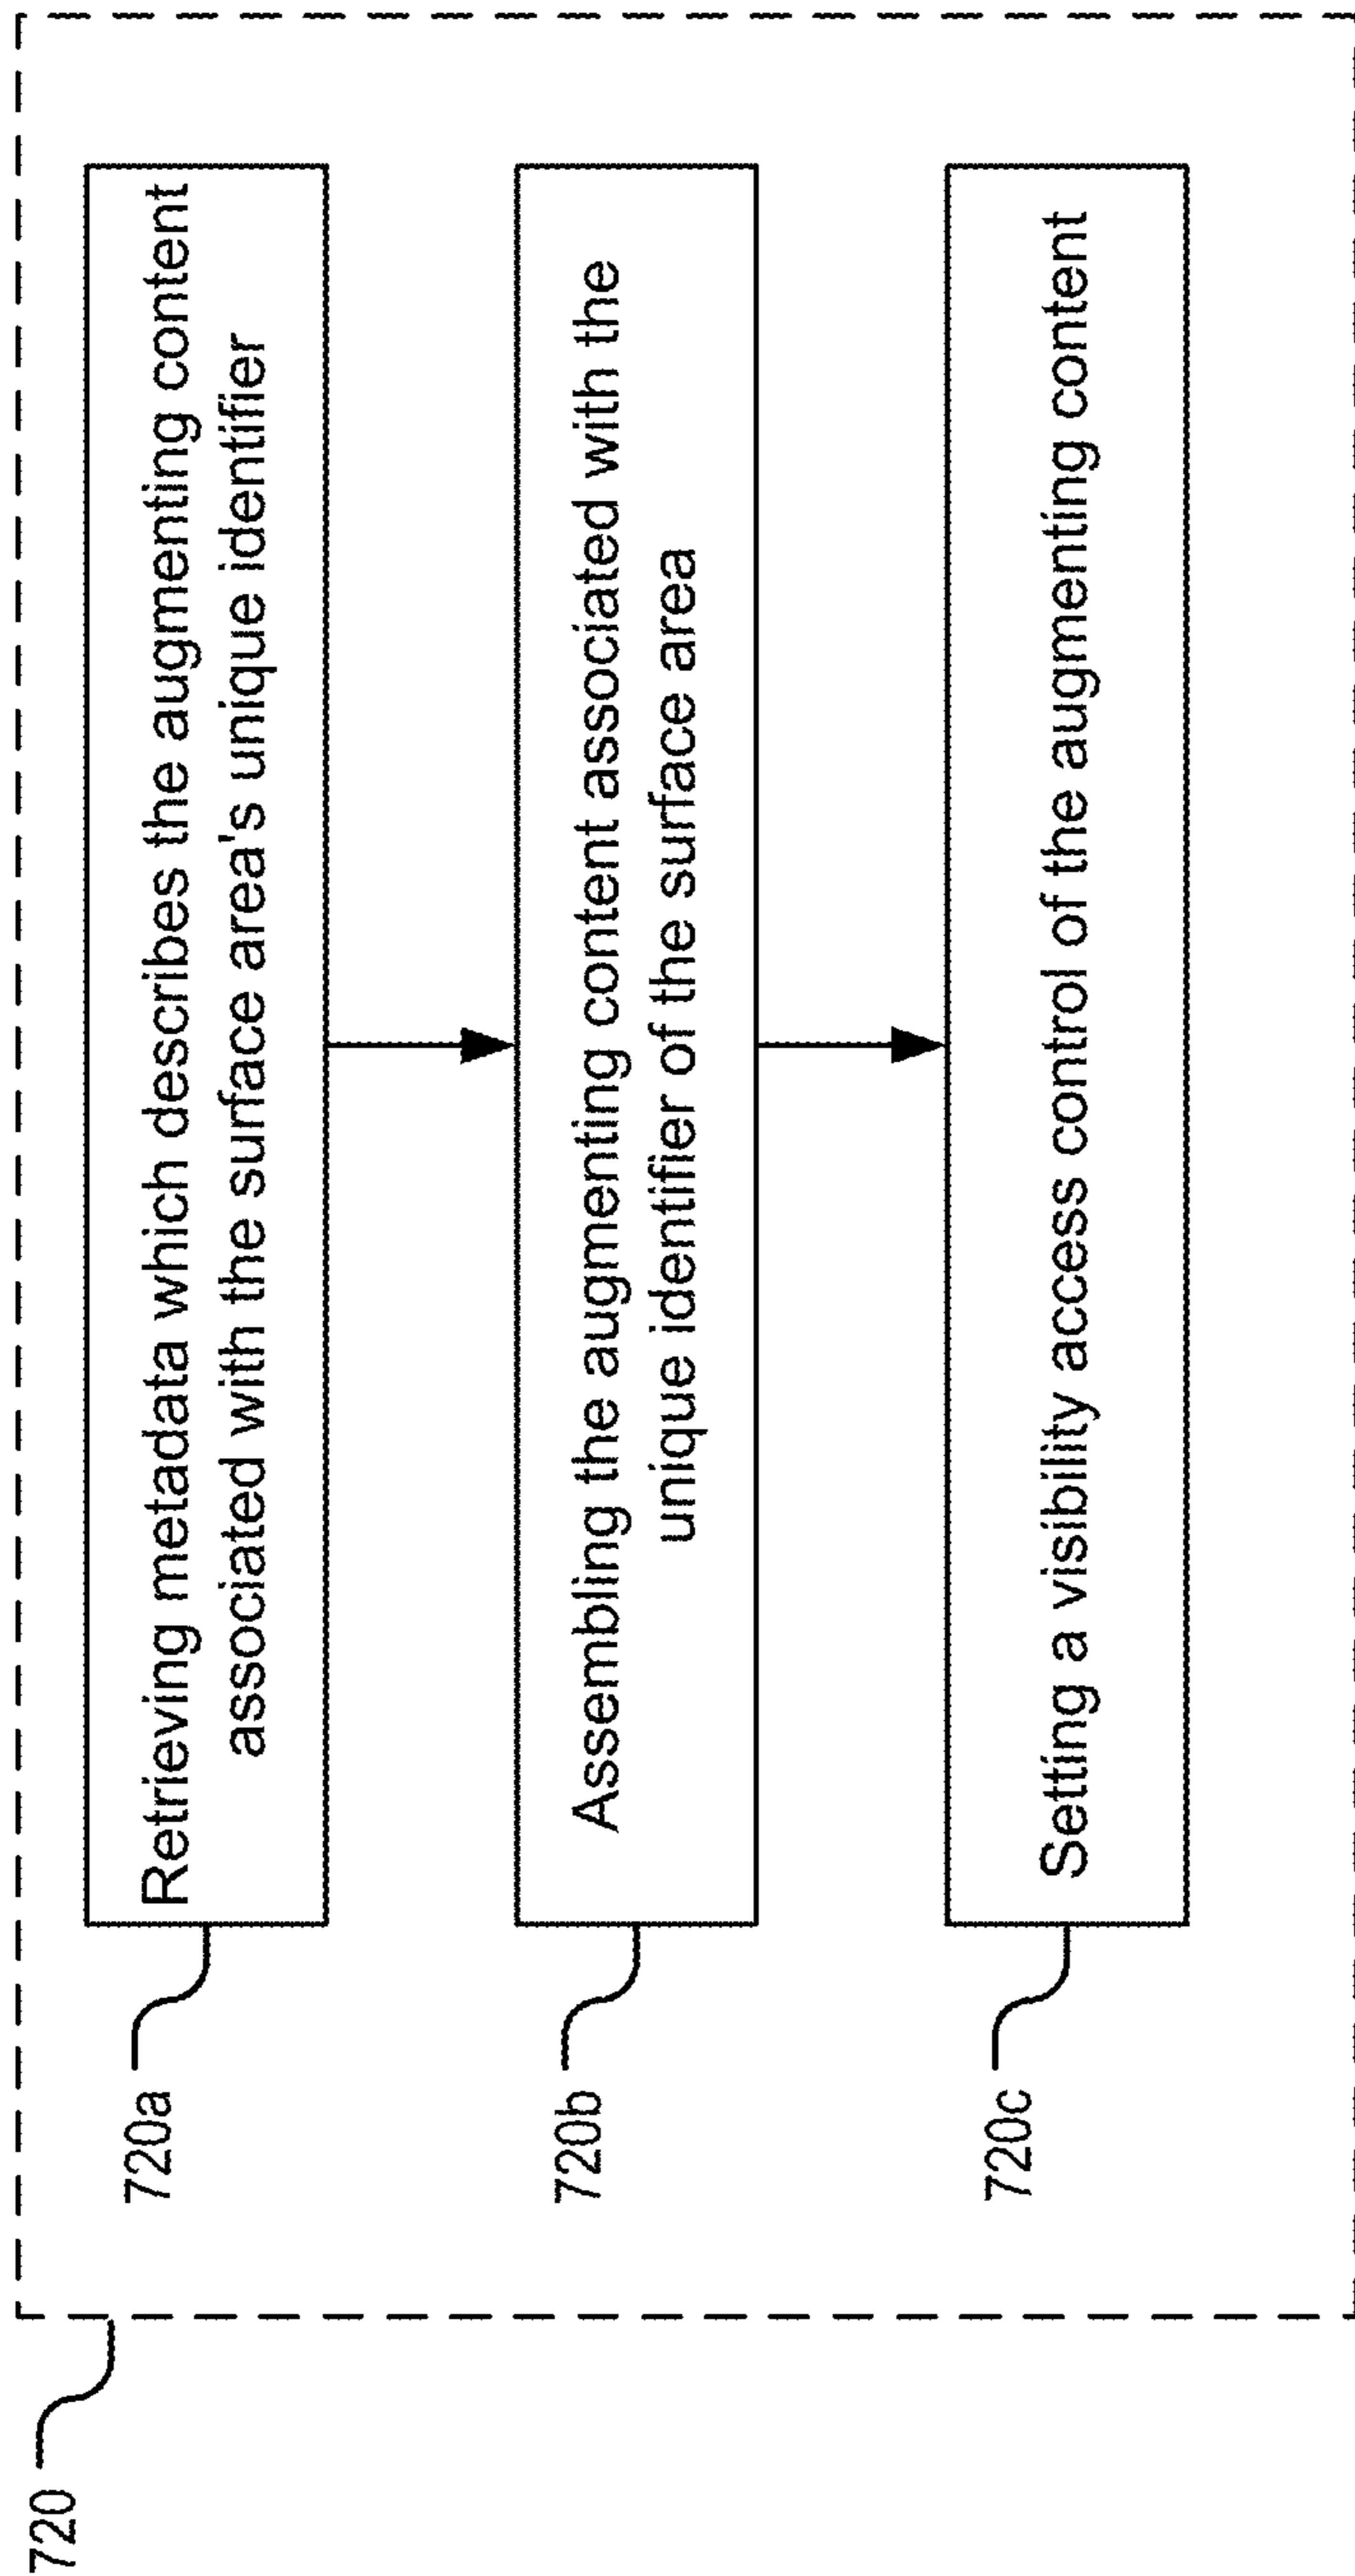 720
720a
Retrieving metadata which describes the augmenting content
associated with the surface area's unique identifier
720b
Assembling the augmenting content associated with the
unique identifier of the surface area
720c
Setting a visibility access control of the augmenting content